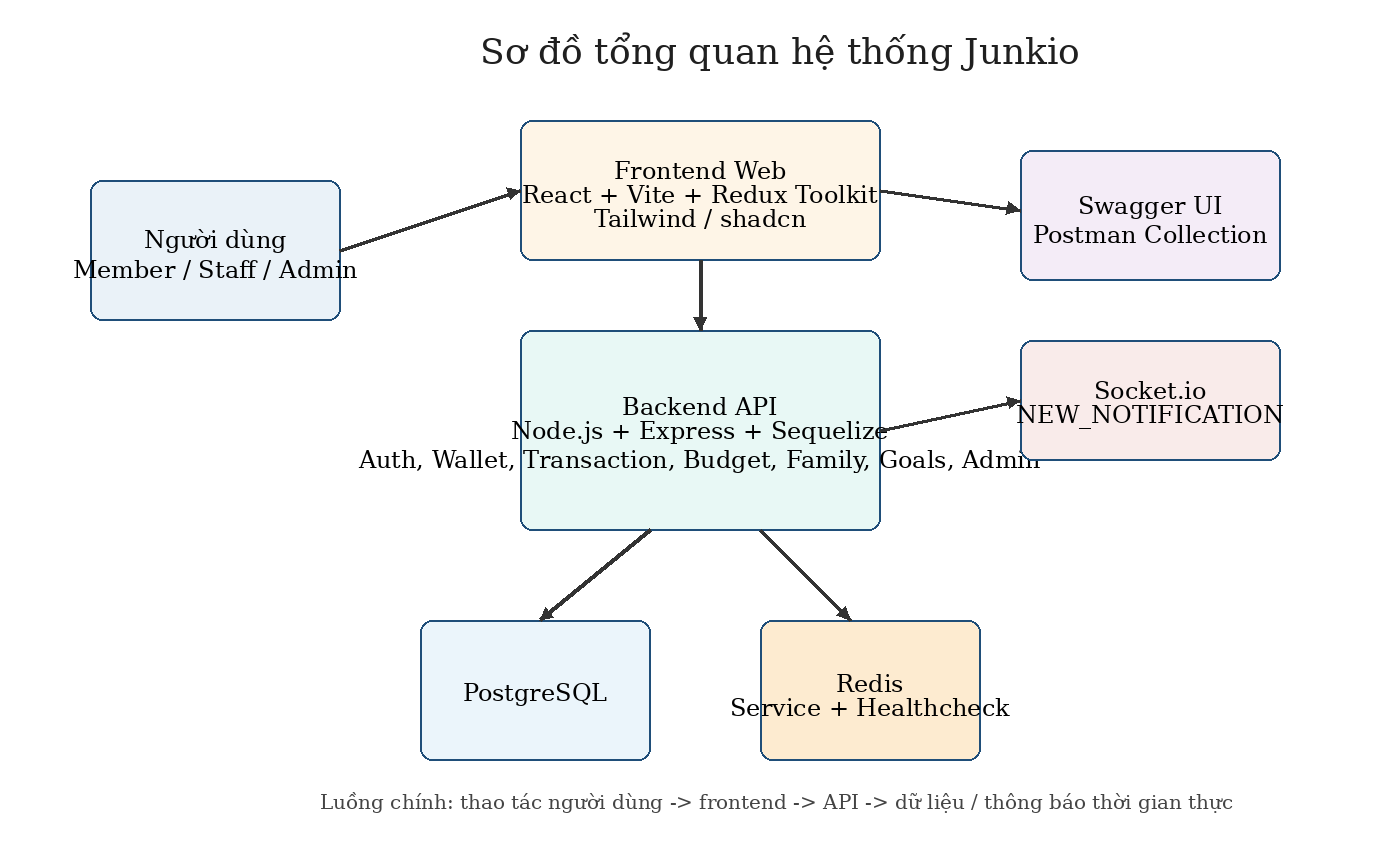 Sơ đồ tổng quan hệ thống Junkio
Người dùng
Member / Staff / Admin
Frontend Web
React + Vite + Redux Toolkit
Tailwind / shadcn
Swagger UI
Postman Collection
Backend API
Node.js + Express + Sequelize
Auth, Wallet, Transaction, Budget, Family, Goals, Admin
Socket.io
NEW_NOTIFICATION
PostgreSQL
Redis
Service + Healthcheck
Luồng chính: thao tác người dùng -> frontend -> API -> dữ liệu / thông báo thời gian thực